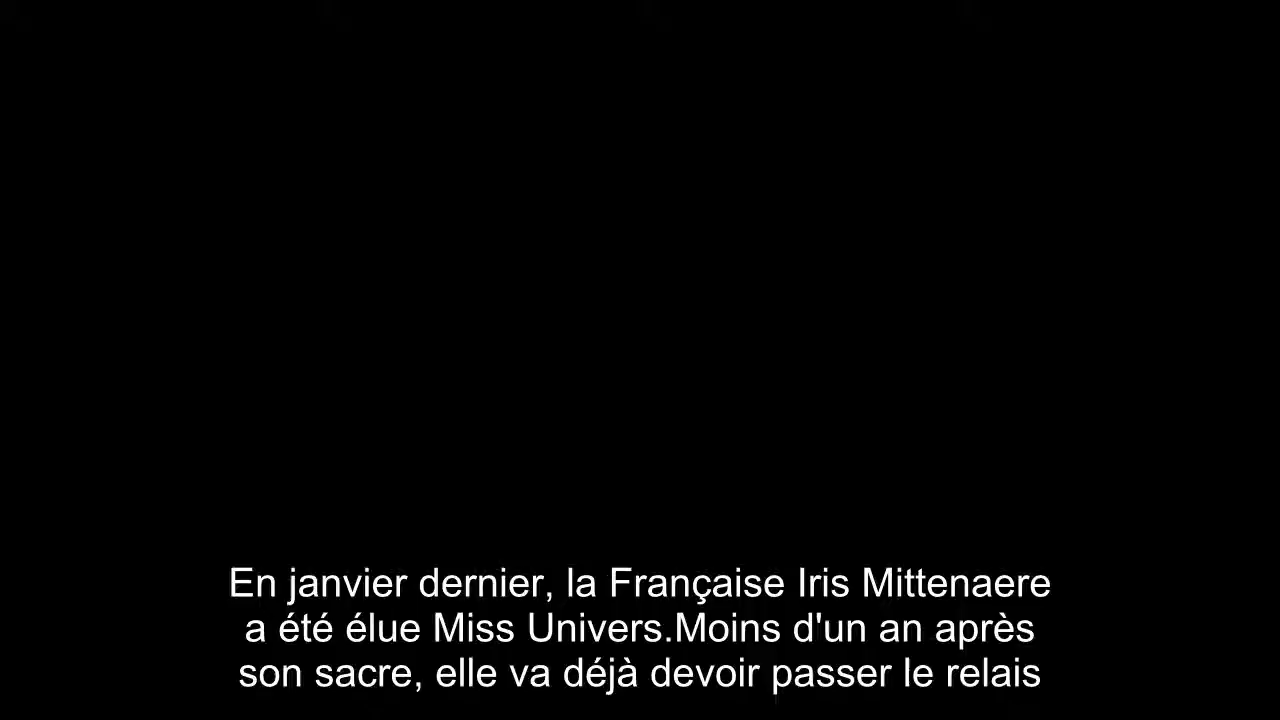 En janvier dernier, la Française Iris Mittenaere
a été élue Miss Univers.Moins d'un an après
son sacre, elle va déjà devoir passer le relais